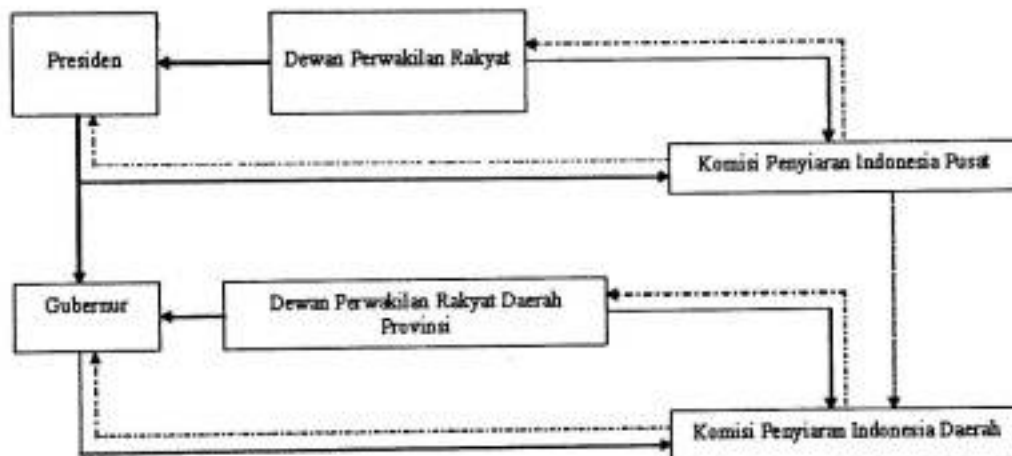 Presiden
Dewan Perwakilan Rakyat
Komisi Penyiaran Indonesia Pusat
Gubernur
Dewan Perwakilan Rakyat Daerah
Provinsi
Komisi Penyiaran Indonesia Daerah